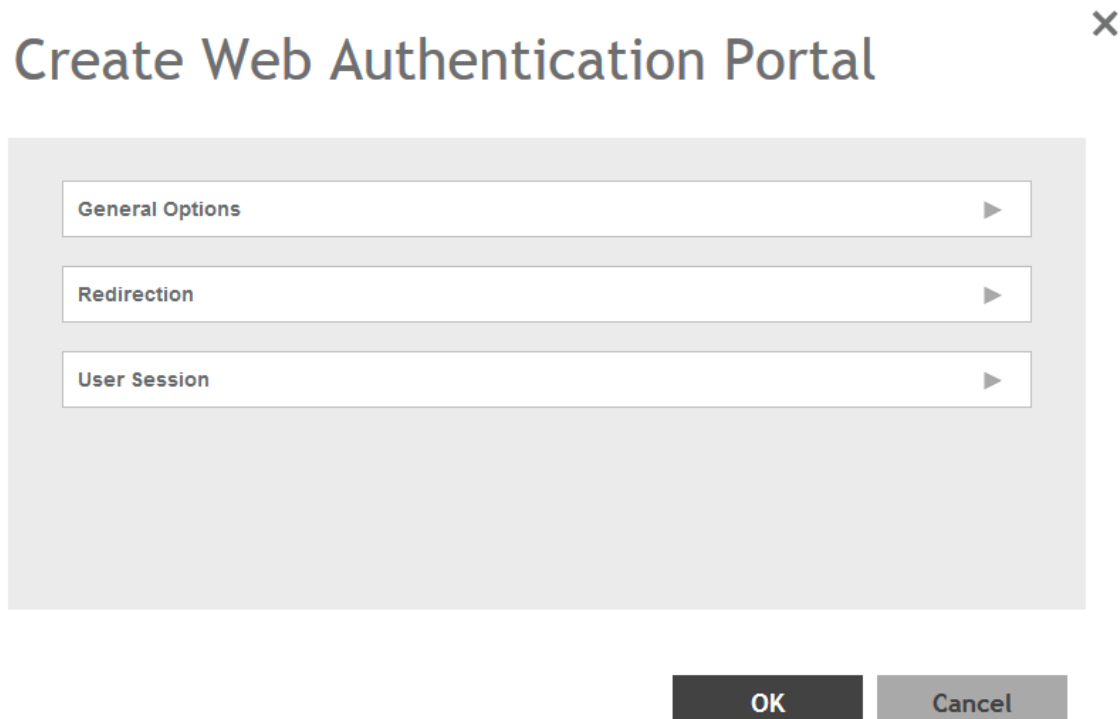 Create Web Authentication Portal
General Options
Redirection
User Session
OK
Cancel